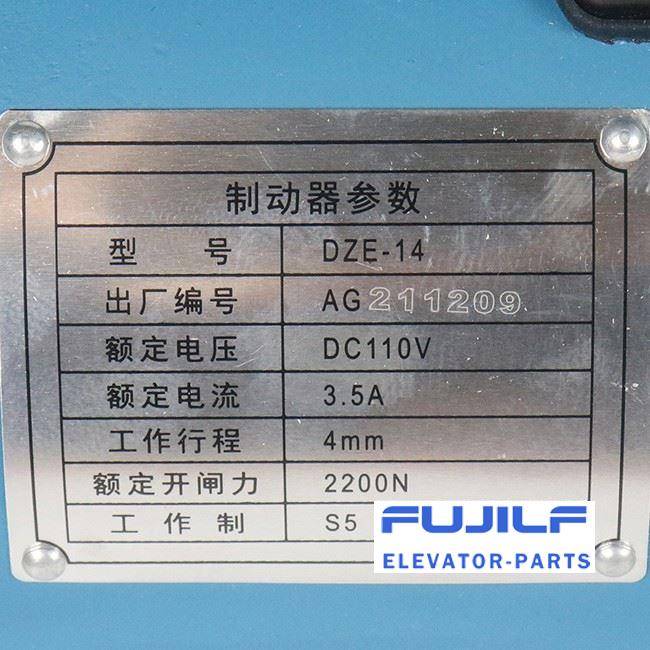 制动器参数
型 号 DZE-14
出厂编号 AG211209
额定电压 DC110V
额定电流 3.5A
工作行程 4mm
额定开闸力 2200N
工 作 制 S5
FUJILF
ELEVATOR-PARTS